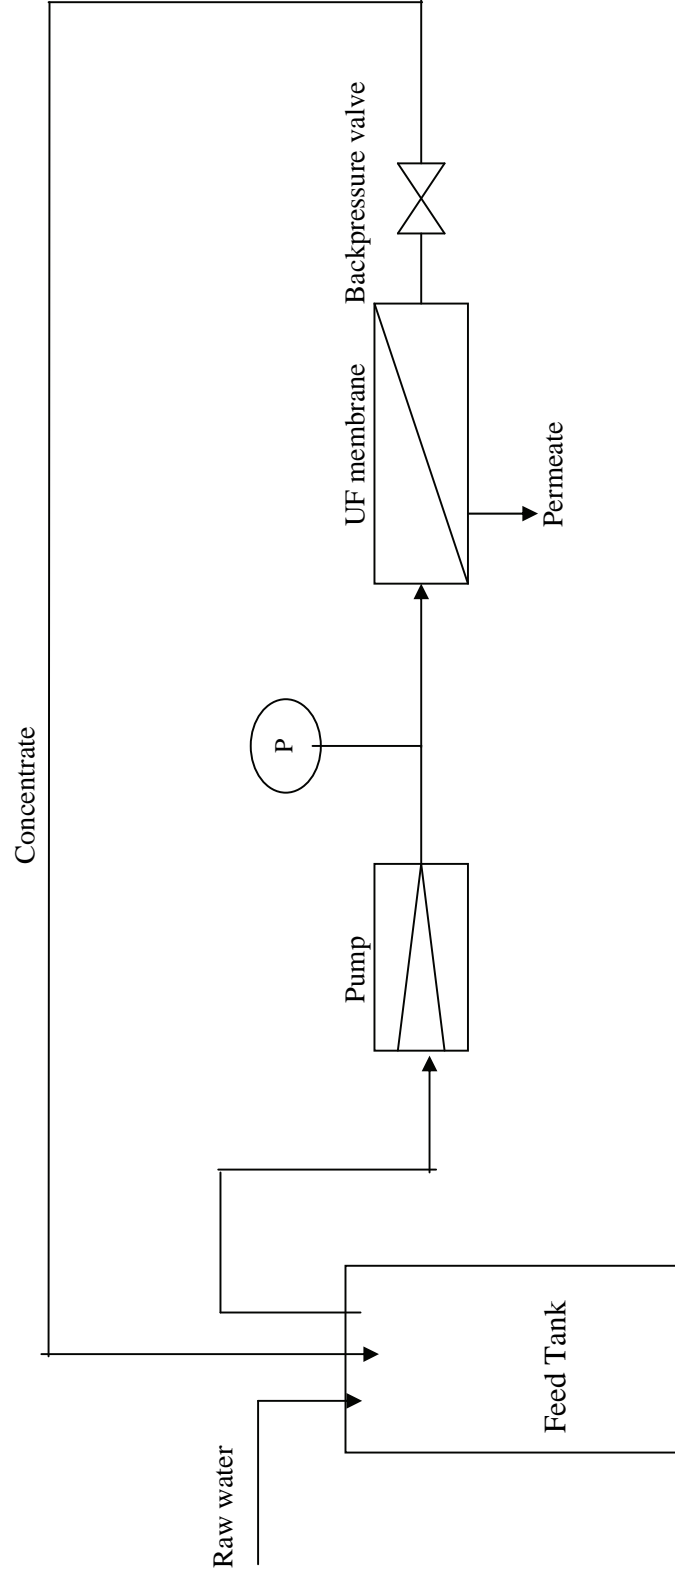 Concentrate
P
Backpressure valve
UF membrane
Pump
Raw water
Permeate
Feed Tank